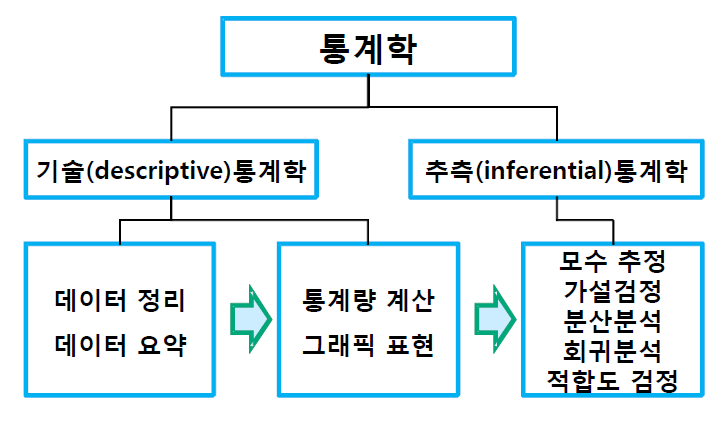 통계학
기술(descriptive)통계학
추측(inferential)통계학
데이터 정리
데이터 요약
통계량 계산
그래픽 표현
모수 추정
가설검정
분산분석
회귀분석
적합도 검정